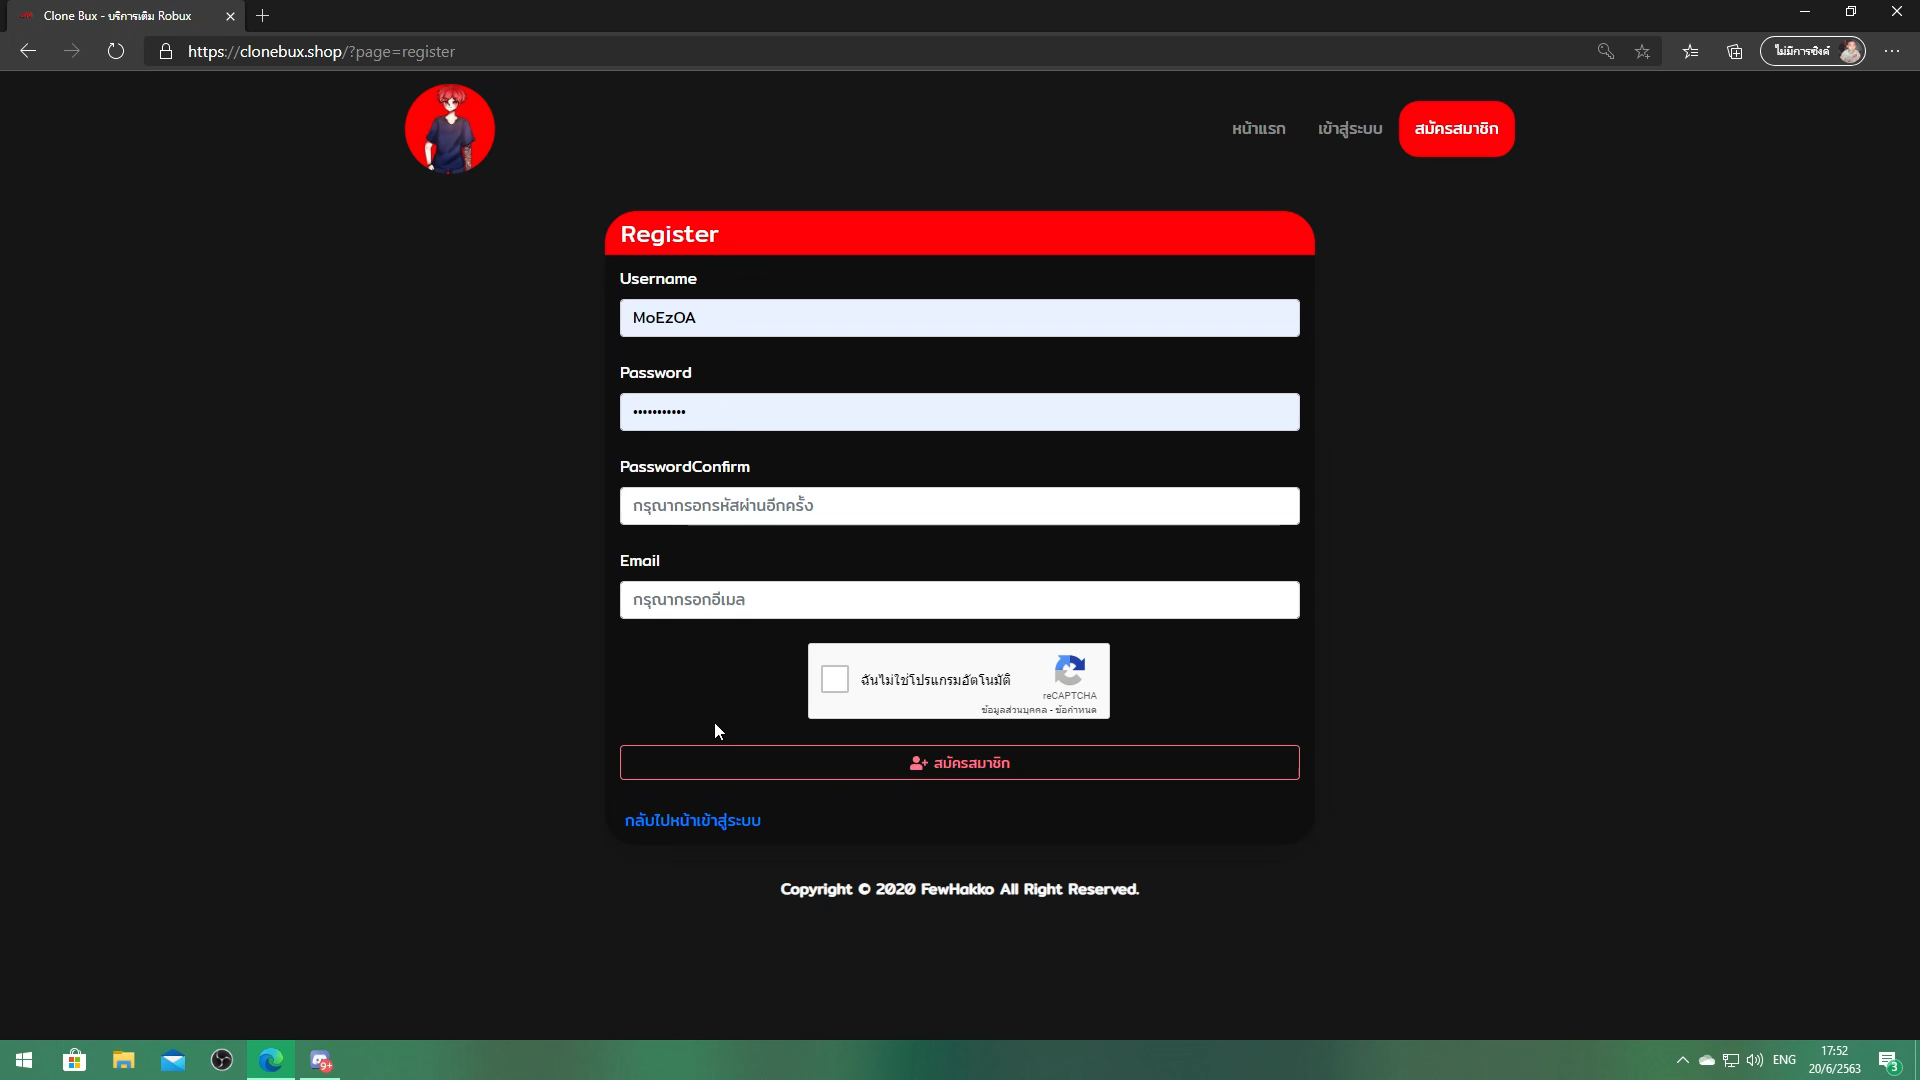 Clone Bux - บริการเติม Robux
https://clonebux.shop/?page=register
ไม่มีการซิงค์
หน้าแรก
เข้าสู่ระบบ
สมัครสมาชิก
Register
Username
MoEzOA
Password
•••••••••••
PasswordConfirm
กรุณากรอกรหัสผ่านอีกครั้ง
Email
กรุณากรอกอีเมล
ฉันไม่ใช่โปรแกรมอัตโนมัติ
reCAPTCHA
ข้อมูลส่วนบุคคล - ข้อกำหนด
สมัครสมาชิก
กลับไปหน้าเข้าสู่ระบบ
Copyright © 2020 FewHakko All Right Reserved.
9+
ENG
17:52
20/6/2563
3